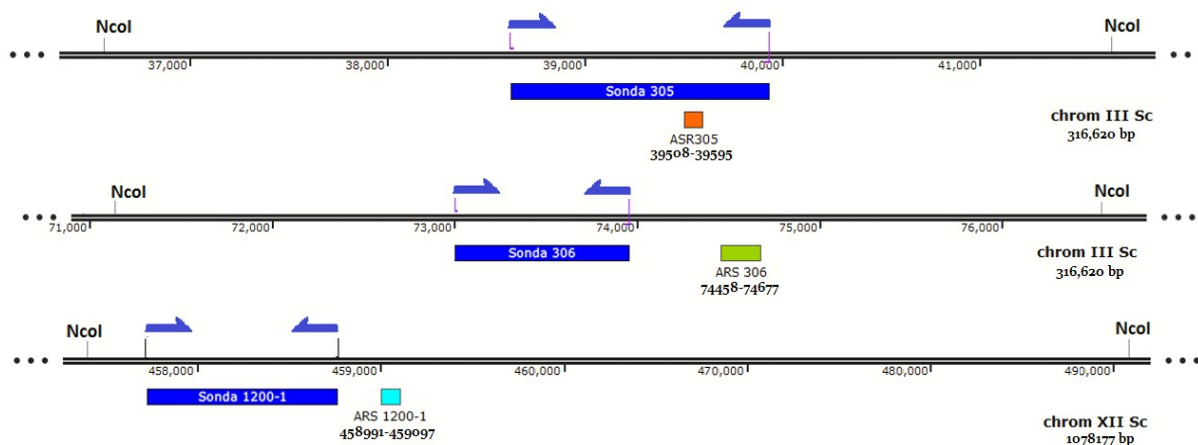 NcoI NcoI
37,000 38,000 39,000 40,000 41,000
Sonda 305
ASR305
39508-39595
chrom III Sc
316,620 bp
NcoI NcoI
71,000 72,000 73,000 74,000 75,000 76,000
Sonda 306
ARS 306
74458-74677
chrom III Sc
316,620 bp
NcoI NcoI
458,000 459,000 460,000 470,000 480,000 490,000
Sonda 1200-1
ARS 1200-1
458991-459097
chrom XII Sc
1078177 bp